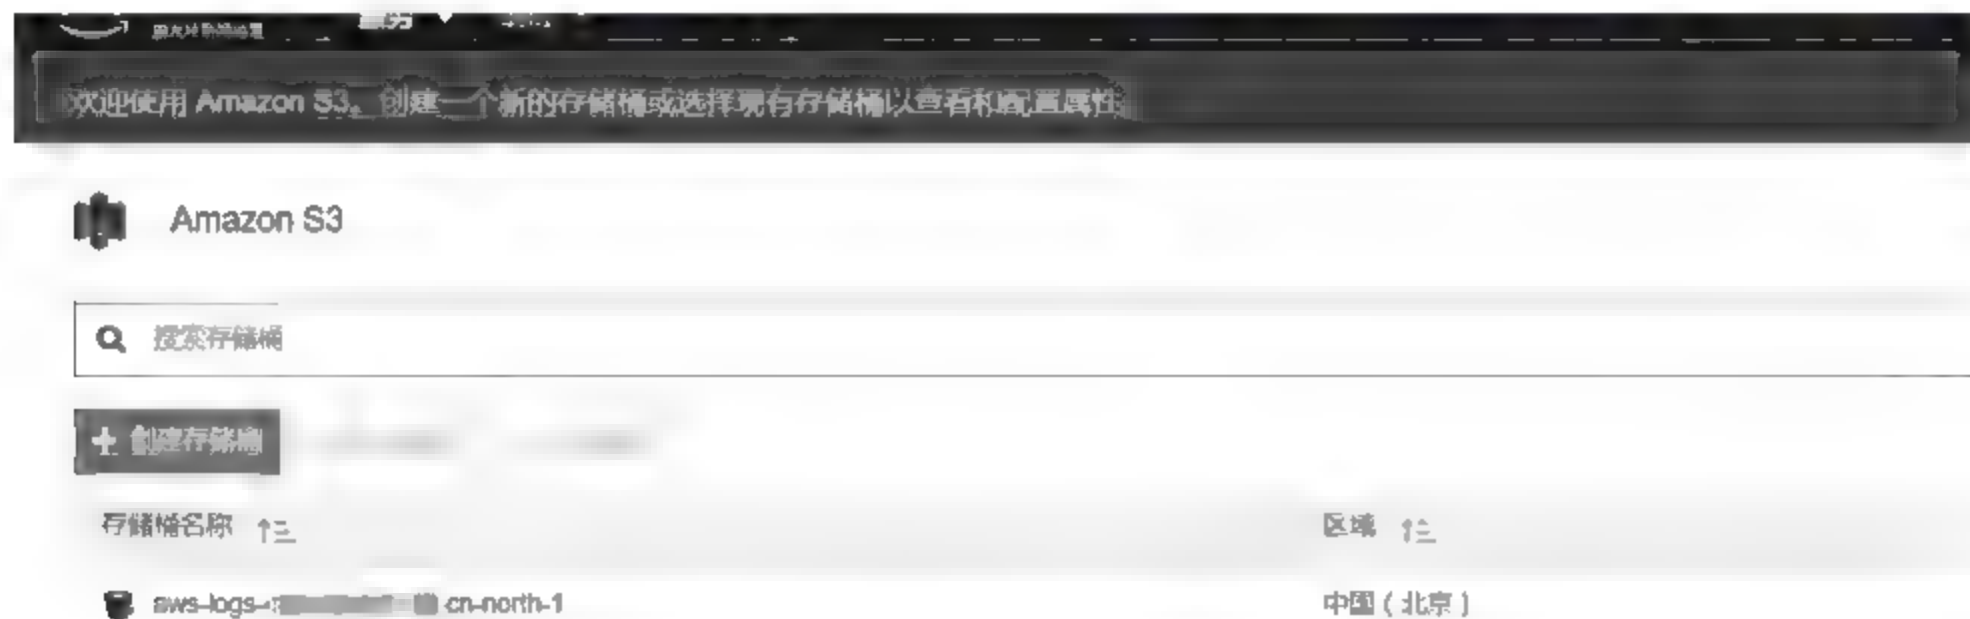 服务
欢迎使用 Amazon S3。创建一个新的存储桶或选择现有存储桶以查看和配置属性
Amazon S3
搜索存储桶
+ 创建存储桶
存储桶名称 区域
aws-logs- cn-north-1 中国（北京）